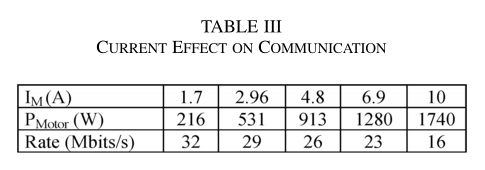 TABLE III
CURRENT EFFECT ON COMMUNICATION
I_M (A) 1.7 2.96 4.8 6.9 10
P_Motor (W) 216 531 913 1280 1740
Rate (Mbits/s) 32 29 26 23 16